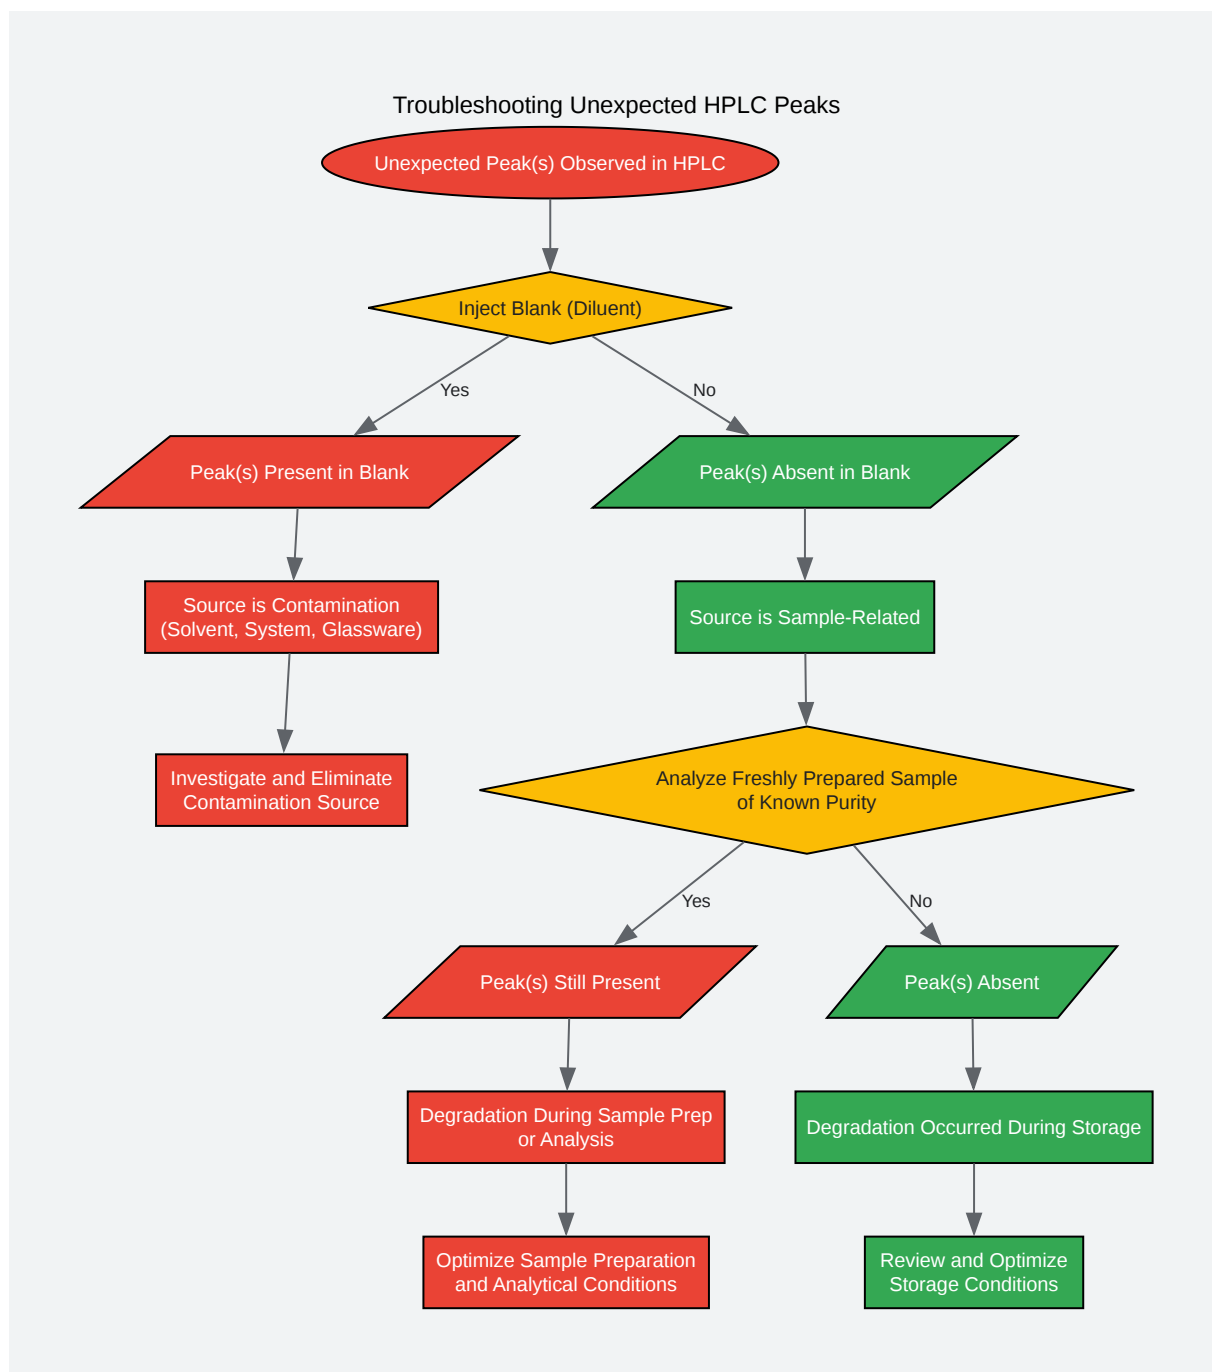 Troubleshooting Unexpected HPLC Peaks
Unexpected Peak(s) Observed in HPLC
Inject Blank (Diluent)
Yes
No
Peak(s) Present in Blank
Peak(s) Absent in Blank
Source is Contamination
(Solvent, System, Glassware)
Source is Sample-Related
Investigate and Eliminate
Contamination Source
Analyze Freshly Prepared Sample
of Known Purity
Yes
No
Peak(s) Still Present
Peak(s) Absent
Degradation During Sample Prep
or Analysis
Degradation Occurred During Storage
Optimize Sample Preparation
and Analytical Conditions
Review and Optimize
Storage Conditions